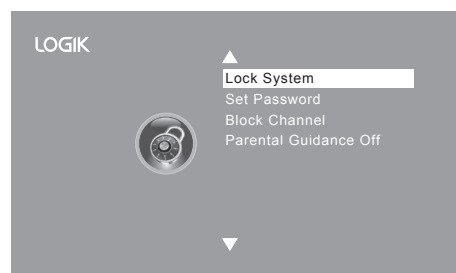 LOGIK
Lock System
Set Password
Block Channel
Parental Guidance Off